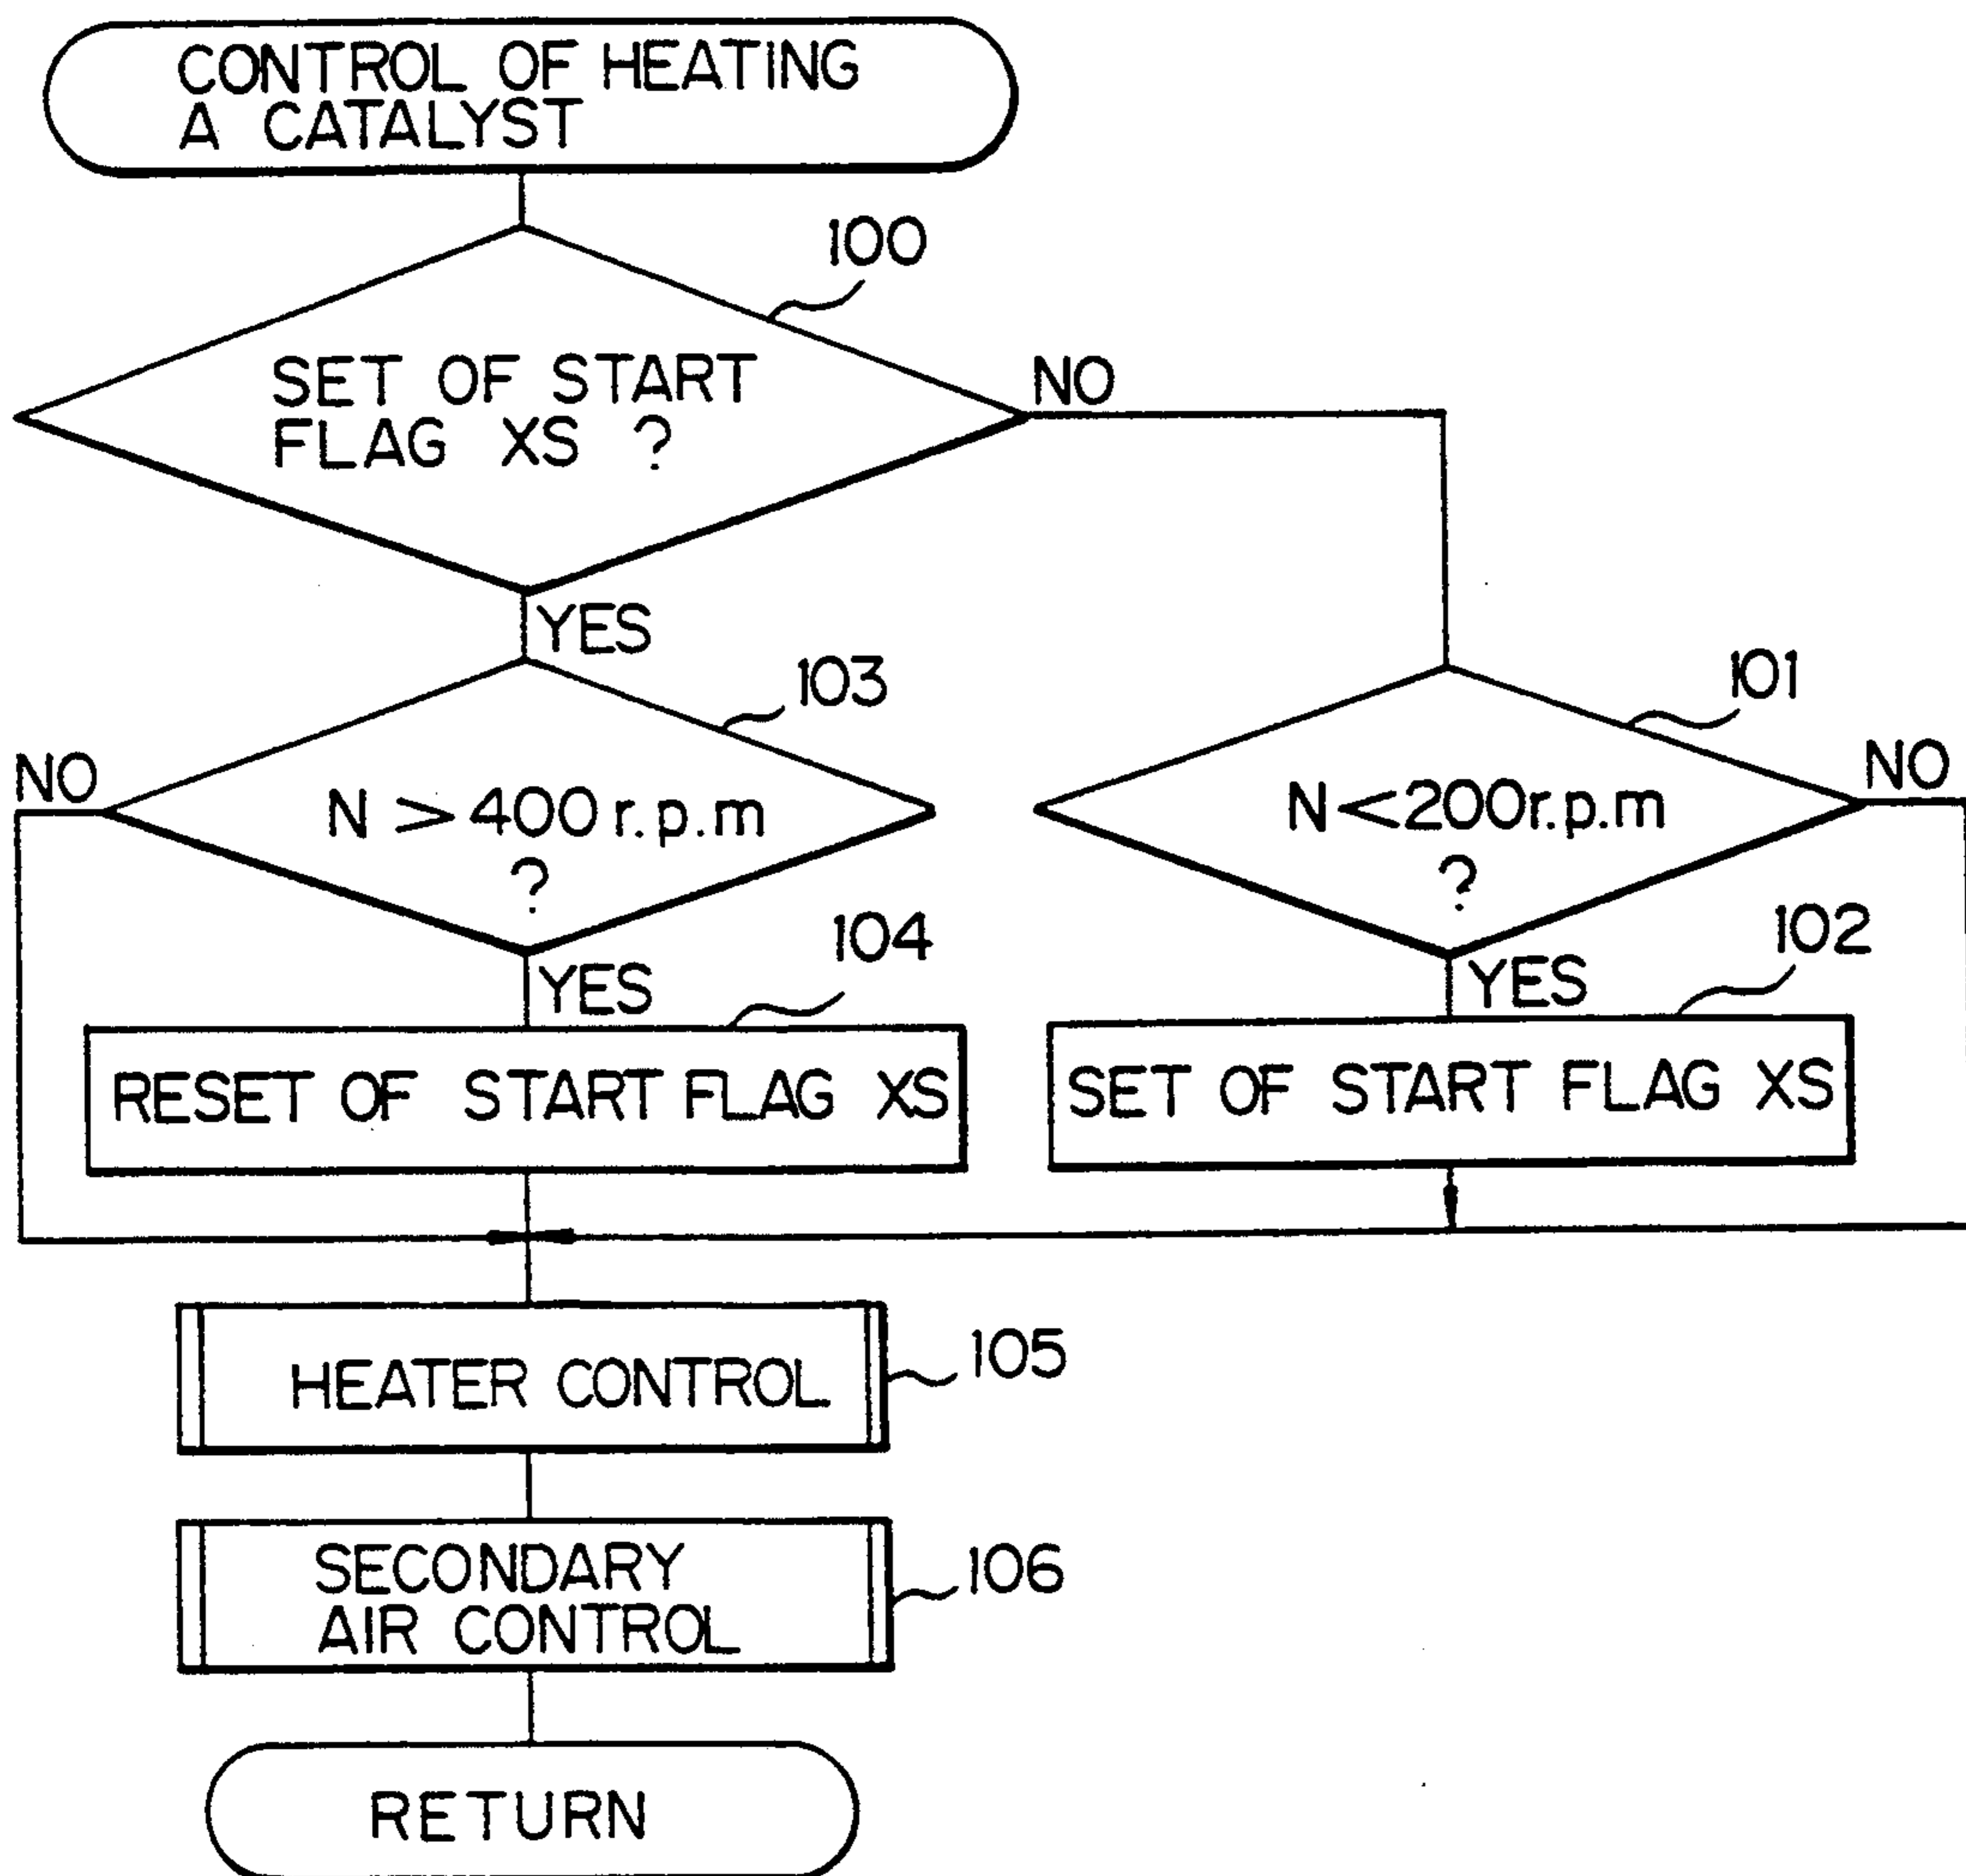 CONTROL OF HEATING
A CATALYST
100
SET OF START
FLAG XS ?
NO
YES
103
101
NO
N > 400 r.p.m
?
NO
N < 200 r.p.m
?
104
YES
102
YES
RESET OF START FLAG XS
SET OF START FLAG XS
HEATER CONTROL
105
SECONDARY
AIR CONTROL
106
RETURN